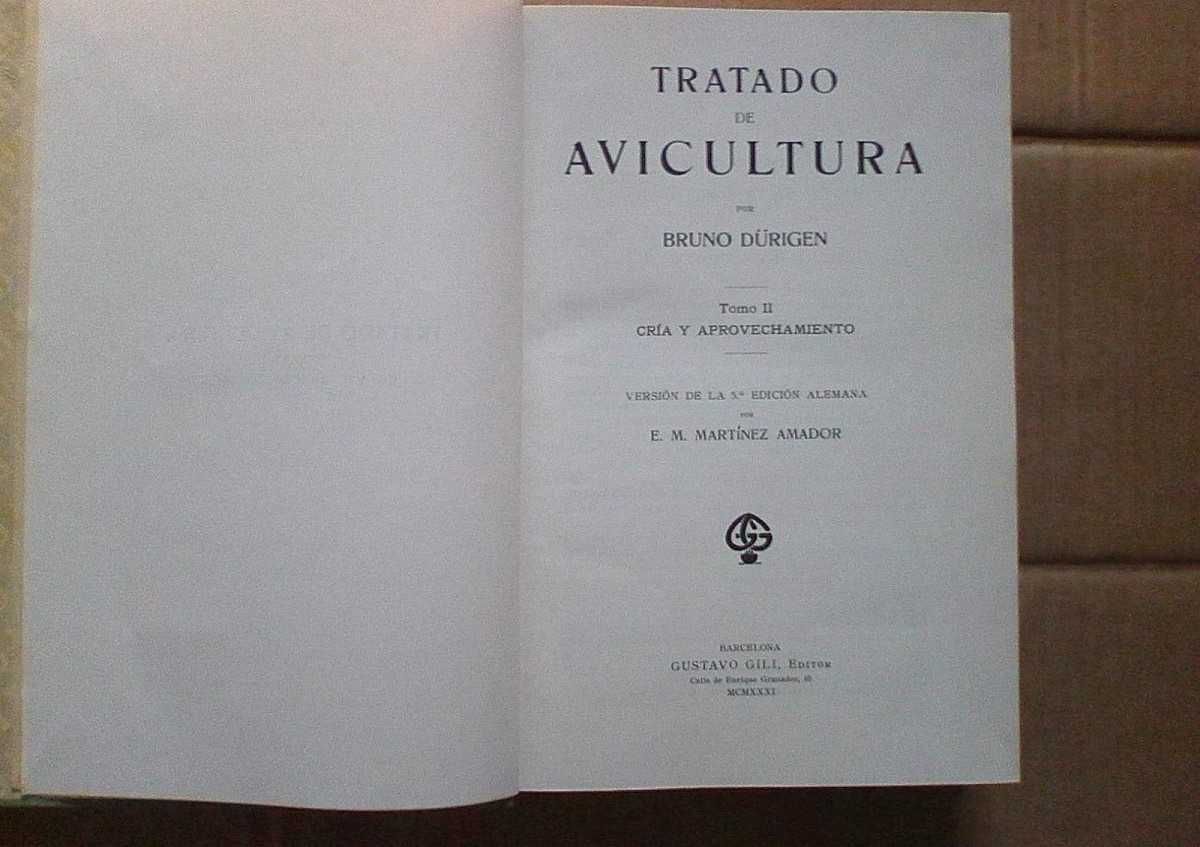 TRATADO
DE
AVICULTURA
POR
BRUNO DÜRIGEN
Tomo II
CRÍA Y APROVECHAMIENTO
VERSIÓN DE LA 5.ª EDICIÓN ALEMANA
POR
E. M. MARTÍNEZ AMADOR
BARCELONA
GUSTAVO GILI, EDITOR
Calle de Enrique Granados, 45
MCMXXXI